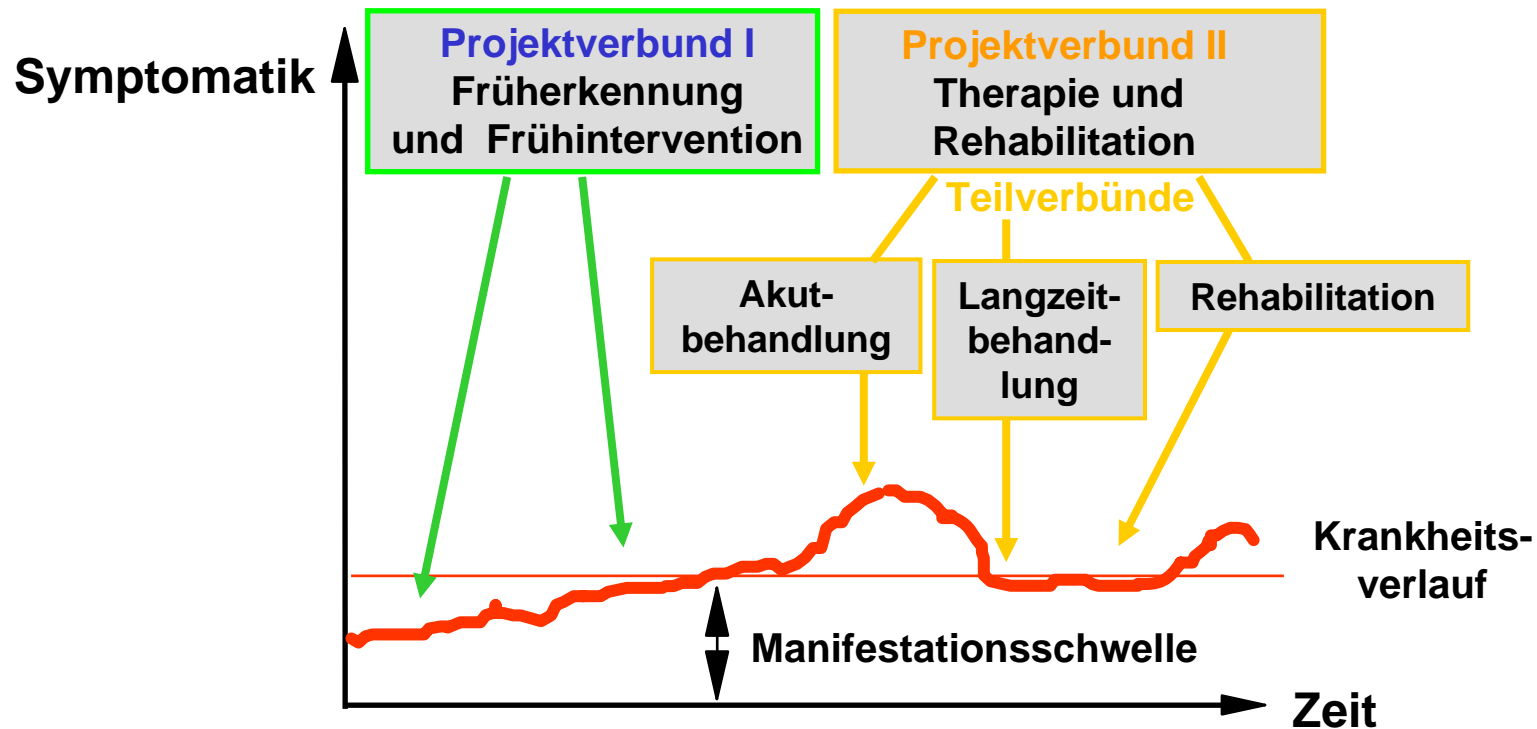 Symptomatik
Projektverbund I
Früherkennung
und Frühintervention
Projektverbund II
Therapie und
Rehabilitation
Teilverbünde
Akut-
behandlung
Langzeit-
behand-
lung
Rehabilitation
Krankheits-
verlauf
Manifestationsschwelle
Zeit